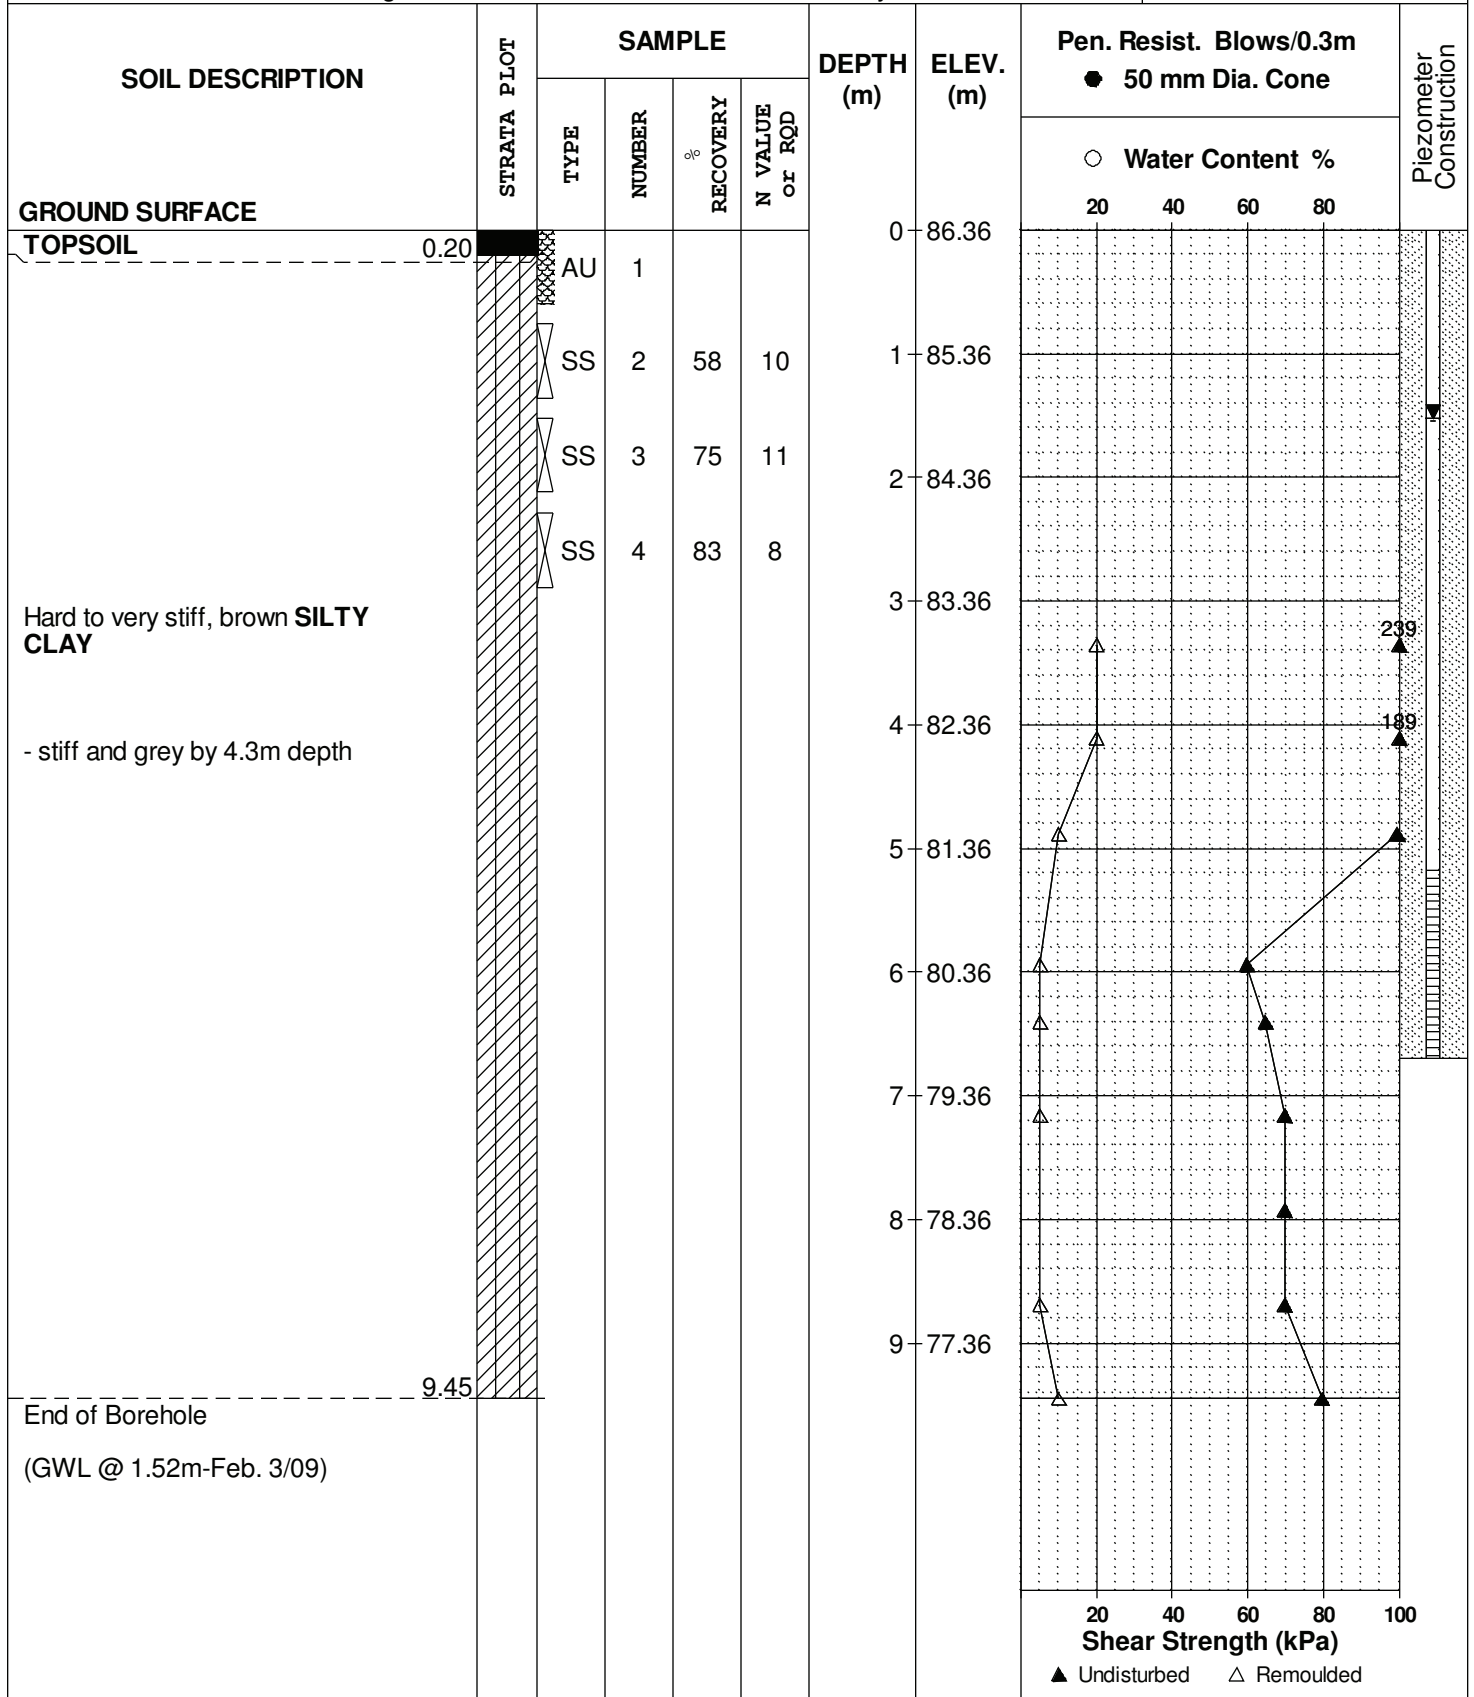 SOIL DESCRIPTION
GROUND SURFACE
STRATA PLOT
SAMPLE
TYPE
NUMBER
% RECOVERY
N VALUE or RQD
DEPTH (m)
ELEV. (m)
Pen. Resist. Blows/0.3m
● 50 mm Dia. Cone
○ Water Content %
20 40 60 80
Piezometer Construction
TOPSOIL 0.20
AU 1
SS 2 58 10
SS 3 75 11
SS 4 83 8
0 86.36
1 85.36
2 84.36
3 83.36
4 82.36
5 81.36
6 80.36
7 79.36
8 78.36
9 77.36
239
189
Hard to very stiff, brown SILTY
CLAY
- stiff and grey by 4.3m depth
9.45
End of Borehole
(GWL @ 1.52m-Feb. 3/09)
20 40 60 80 100
Shear Strength (kPa)
▲ Undisturbed △ Remoulded